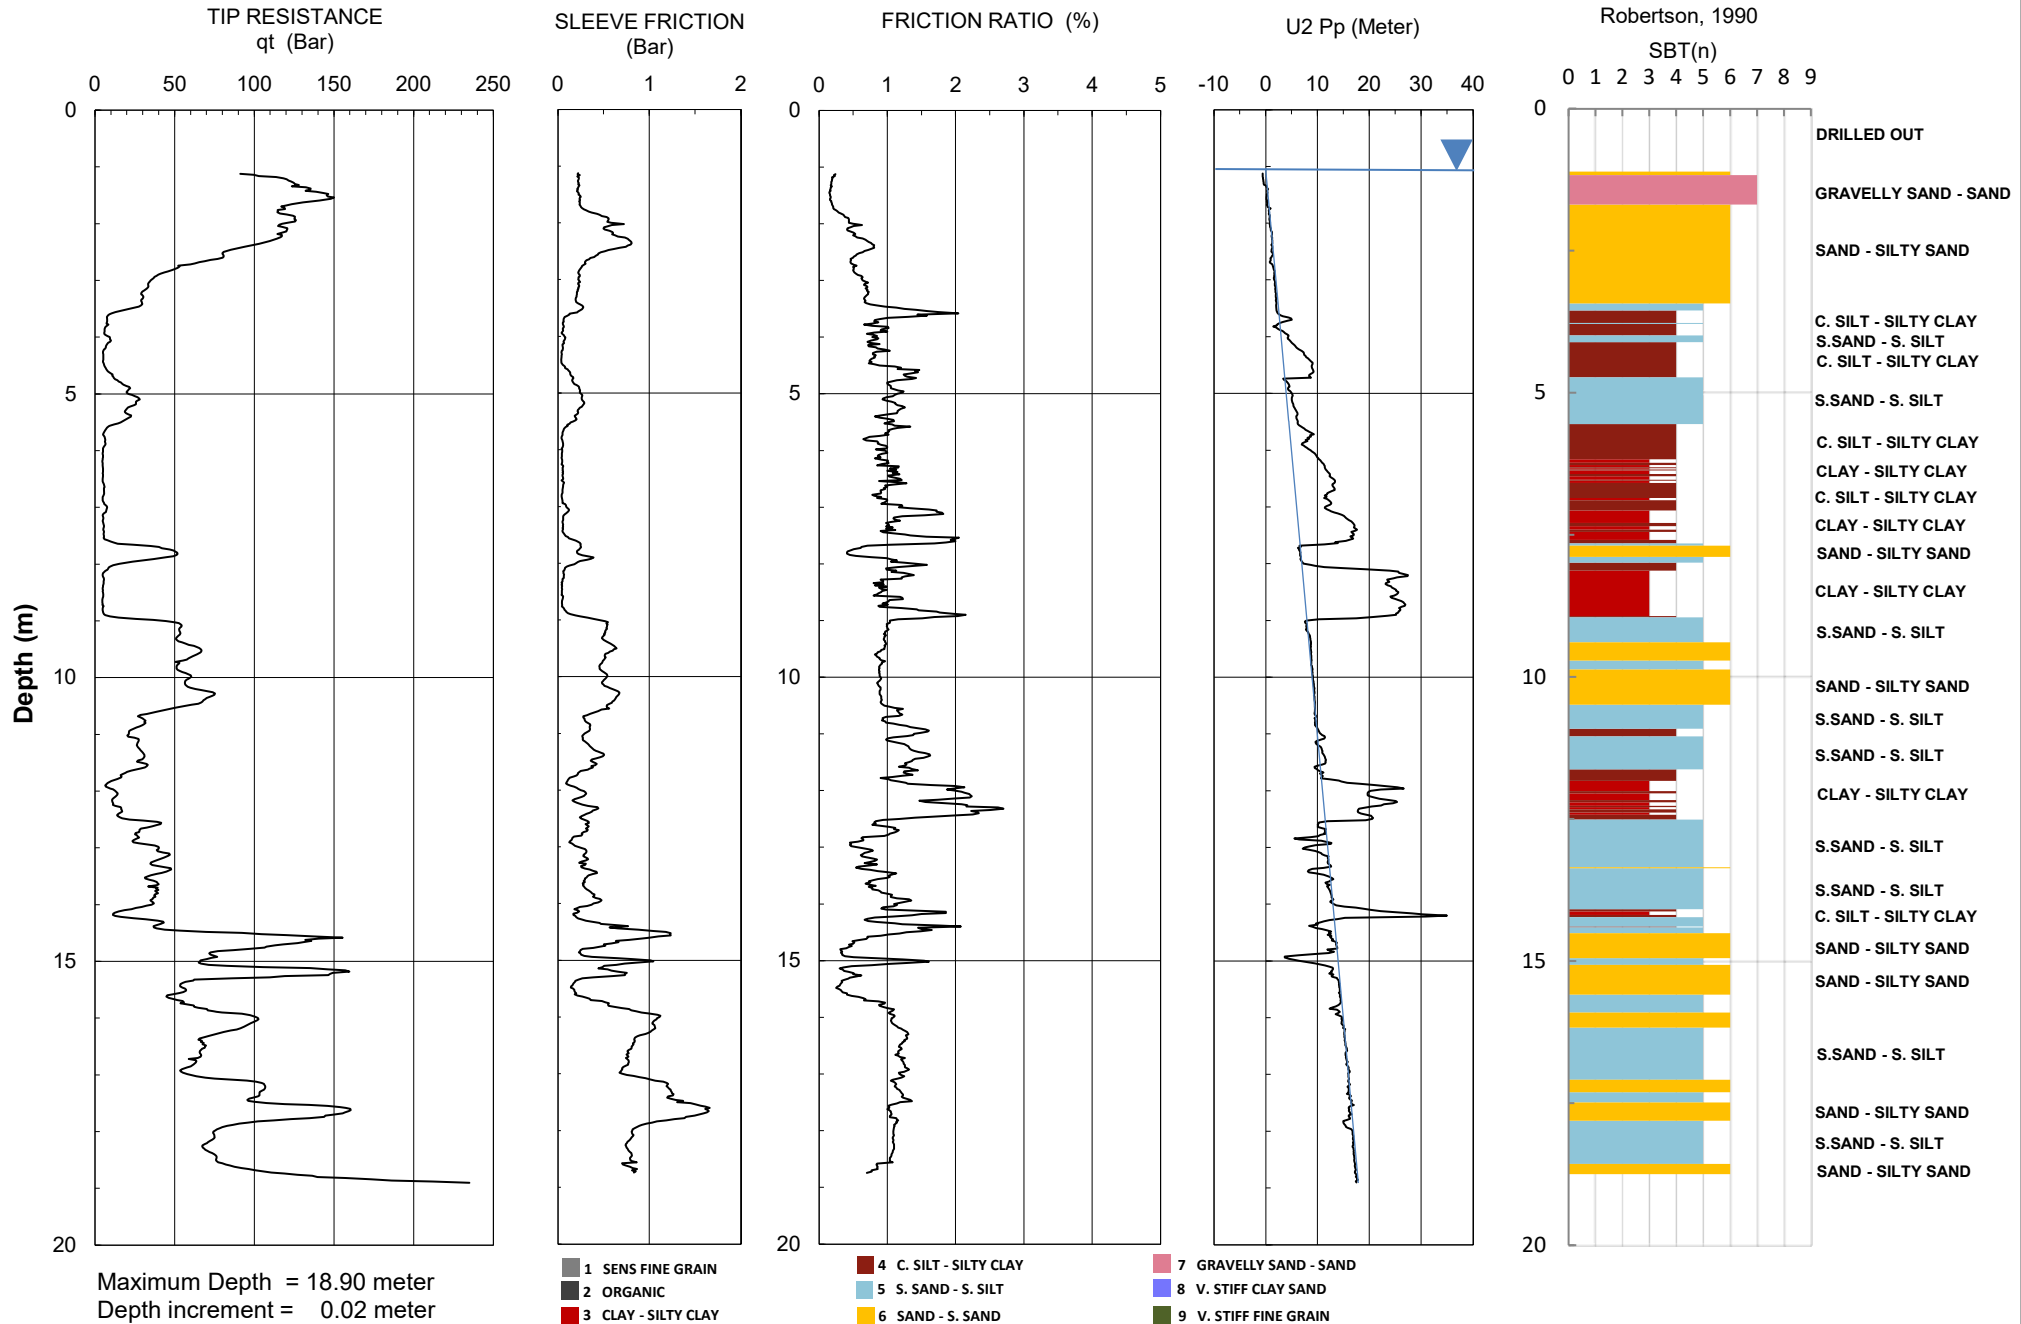 TIP RESISTANCE
qt (Bar)
0 50 100 150 200 250
SLEEVE FRICTION
(Bar)
0 1 2
FRICTION RATIO (%)
0 1 2 3 4 5
U2 Pp (Meter)
-10 0 10 20 30 40
Robertson, 1990
SBT(n)
0 1 2 3 4 5 6 7 8 9
Depth (m)
0
5
10
15
20
0
5
10
15
20
0
10
20
DRILLED OUT
GRAVELLY SAND - SAND
SAND - SILTY SAND
C. SILT - SILTY CLAY
S.SAND - S. SILT
C. SILT - SILTY CLAY
S.SAND - S. SILT
C. SILT - SILTY CLAY
CLAY - SILTY CLAY
C. SILT - SILTY CLAY
CLAY - SILTY CLAY
SAND - SILTY SAND
CLAY - SILTY CLAY
S.SAND - S. SILT
SAND - SILTY SAND
S.SAND - S. SILT
S.SAND - S. SILT
CLAY - SILTY CLAY
S.SAND - S. SILT
S.SAND - S. SILT
C. SILT - SILTY CLAY
SAND - SILTY SAND
SAND - SILTY SAND
S.SAND - S. SILT
SAND - SILTY SAND
S.SAND - S. SILT
SAND - SILTY SAND
Maximum Depth = 18.90 meter
Depth increment = 0.02 meter
1 SENS FINE GRAIN
2 ORGANIC
3 CLAY - SILTY CLAY
4 C. SILT - SILTY CLAY
5 S. SAND - S. SILT
6 SAND - S. SAND
7 GRAVELLY SAND - SAND
8 V. STIFF CLAY SAND
9 V. STIFF FINE GRAIN